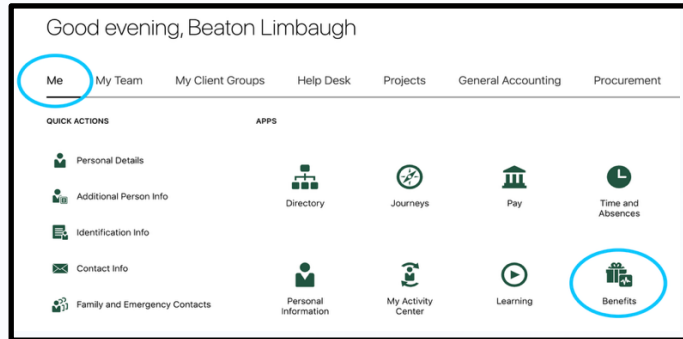 Good evening, Beaton Limbaugh
Me My Team My Client Groups Help Desk Projects General Accounting Procurement
QUICK ACTIONS
Personal Details
Additional Person Info
Identification Info
Contact Info
Family and Emergency Contacts
APPS
Directory
Journeys
Pay
Time and
Absences
Personal
Information
My Activity
Center
Learning
Benefits